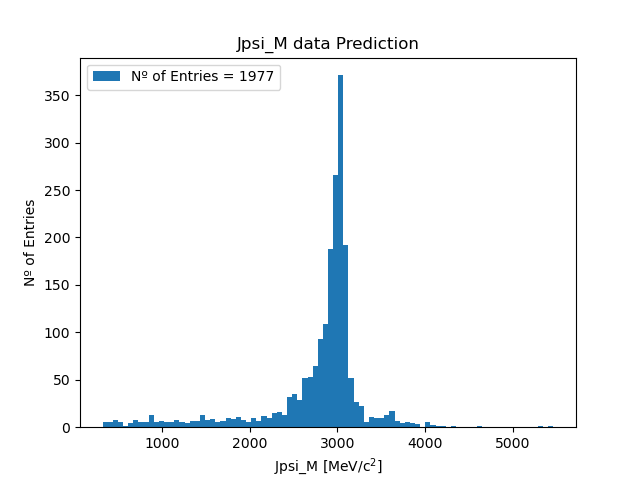 Jpsi_M data Prediction
Nº of Entries = 1977
350
300
250
200
150
100
50
0
Nº of Entries
1000 2000 3000 4000 5000
Jpsi_M [MeV/c²]